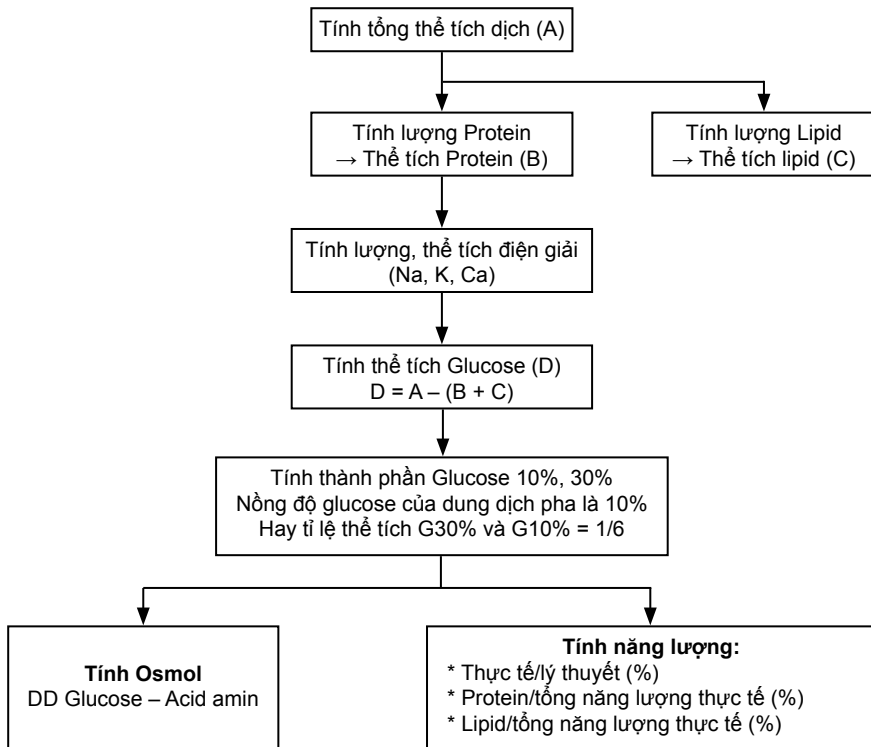 Tính tổng thể tích dịch (A)
Tính lượng Protein
→ Thể tích Protein (B)
Tính lượng Lipid
→ Thể tích lipid (C)
Tính lượng, thể tích điện giải
(Na, K, Ca)
Tính thể tích Glucose (D)
D = A – (B + C)
Tính thành phần Glucose 10%, 30%
Nồng độ glucose của dung dịch pha là 10%
Hay tỉ lệ thể tích G30% và G10% = 1/6
Tính Osmol
DD Glucose – Acid amin
Tính năng lượng:
* Thực tế/lý thuyết (%)
* Protein/tổng năng lượng thực tế (%)
* Lipid/tổng năng lượng thực tế (%)